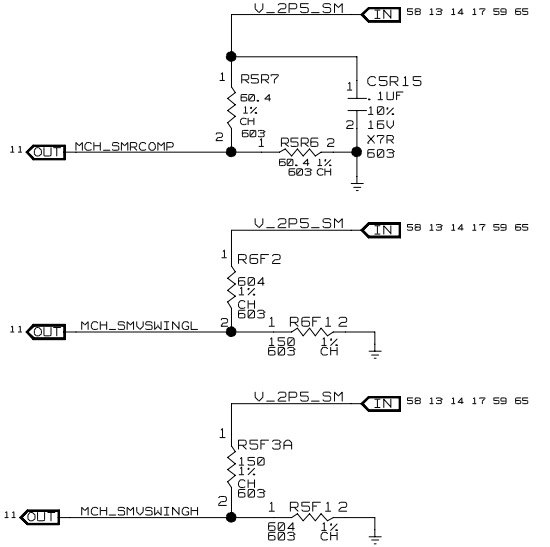 V_2P5_SM IN 58 13 14 17 59 65
1 R5R7
60.4
1%
CH
603
2
1 C5R15
.1UF
10%
16V
X7R
603
2
11 OUT MCH_SMRCOMP
1 R5R6 2
60.4 1%
603 CH
V_2P5_SM IN 58 13 14 17 59 65
1 R6F2
604
1%
CH
603
2
11 OUT MCH_SMVSWINGL
1 R6F1 2
150 1%
603 CH
V_2P5_SM IN 58 13 14 17 59 65
1 R5F3A
150
1%
CH
603
2
11 OUT MCH_SMVSWINGH
1 R5F1 2
604 1%
603 CH